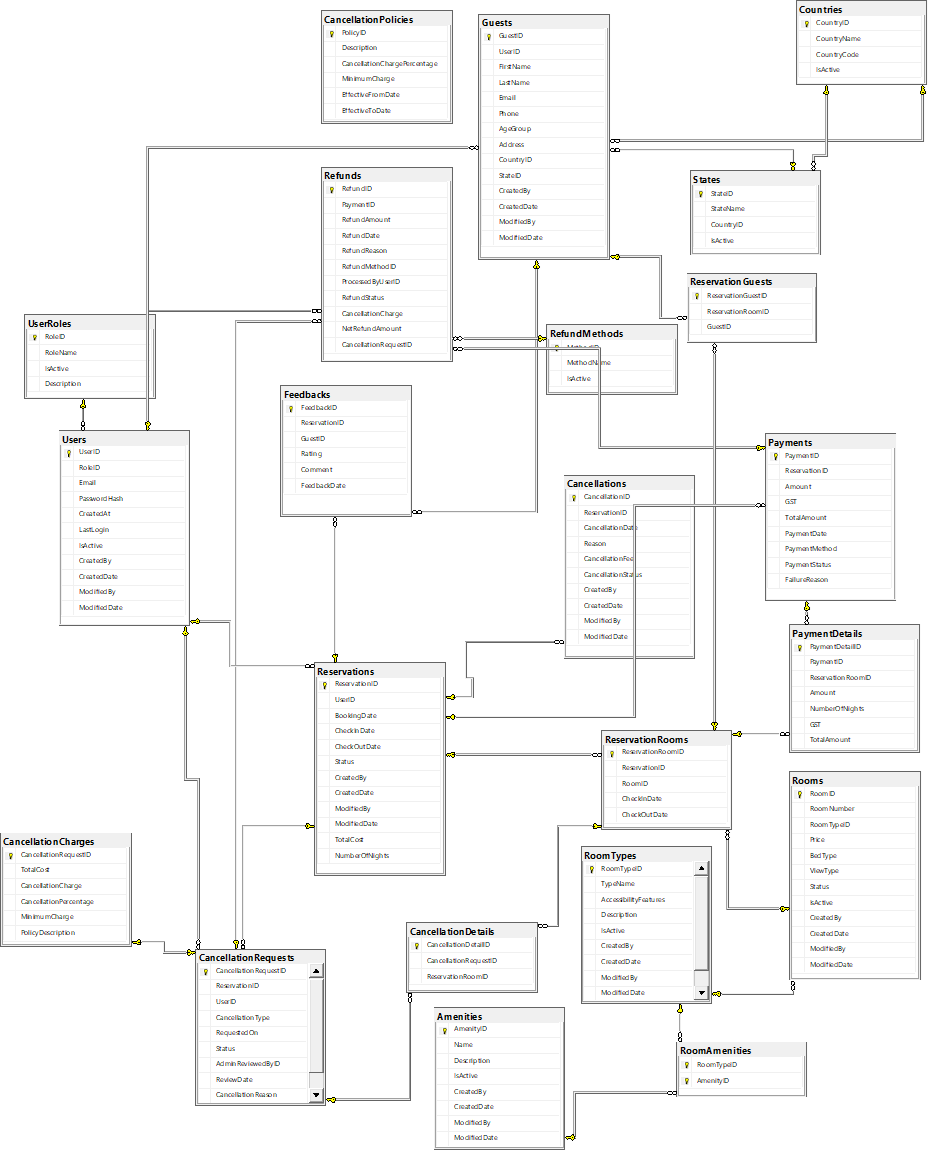 CancellationPolicies
PolicyID
Description
CancellationChargePercentage
MinimumCharge
EffectiveFromDate
EffectiveToDate
Guests
GuestID
UserID
FirstName
LastName
Email
Phone
AgeGroup
Address
CountryID
StateID
CreatedBy
CreatedDate
ModifiedBy
ModifiedDate
Countries
CountryID
CountryName
CountryCode
IsActive
Refunds
RefundID
PaymentID
RefundAmount
RefundDate
RefundReason
RefundMethodID
ProcessedByUserID
RefundStatus
CancellationCharge
NetRefundAmount
CancellationRequestID
States
StateID
StateName
CountryID
IsActive
ReservationGuests
ReservationGuestID
ReservationRoomID
GuestID
UserRoles
RoleID
RoleName
IsActive
Description
RefundMethods
MethodID
MethodName
IsActive
Feedbacks
FeedbackID
ReservationID
GuestID
Rating
Comment
FeedbackDate
Users
UserID
RoleID
Email
PasswordHash
CreatedAt
LastLogin
IsActive
CreatedBy
CreatedDate
ModifiedBy
ModifiedDate
Payments
PaymentID
ReservationID
Amount
GST
TotalAmount
PaymentDate
PaymentMethod
PaymentStatus
FailureReason
Cancellations
CancellationID
ReservationID
CancellationDate
Reason
CancellationFee
CancellationStatus
CreatedBy
CreatedDate
ModifiedBy
ModifiedDate
PaymentDetails
PaymentDetailID
PaymentID
ReservationRoomID
Amount
NumberOfNights
GST
TotalAmount
Reservations
ReservationID
UserID
BookingDate
CheckInDate
CheckOutDate
Status
CreatedBy
CreatedDate
ModifiedBy
ModifiedDate
TotalCost
NumberOfNights
ReservationRooms
ReservationRoomID
ReservationID
RoomID
CheckInDate
CheckOutDate
Rooms
RoomID
RoomNumber
RoomTypeID
Price
BedType
ViewType
Status
IsActive
CreatedBy
CreatedDate
ModifiedBy
ModifiedDate
CancellationCharges
CancellationRequestID
TotalCost
CancellationCharge
CancellationPercentage
MinimumCharge
PolicyDescription
RoomTypes
RoomTypeID
TypeName
AccessibilityFeatures
Description
IsActive
CreatedBy
CreatedDate
ModifiedBy
ModifiedDate
CancellationDetails
CancellationDetailID
CancellationRequestID
ReservationRoomID
CancellationRequests
CancellationRequestID
ReservationID
UserID
CancellationType
RequestedOn
Status
AdminReviewedByID
ReviewDate
CancellationReason
Amenities
AmenityID
Name
Description
IsActive
CreatedBy
CreatedDate
ModifiedBy
ModifiedDate
RoomAmenities
RoomTypeID
AmenityID